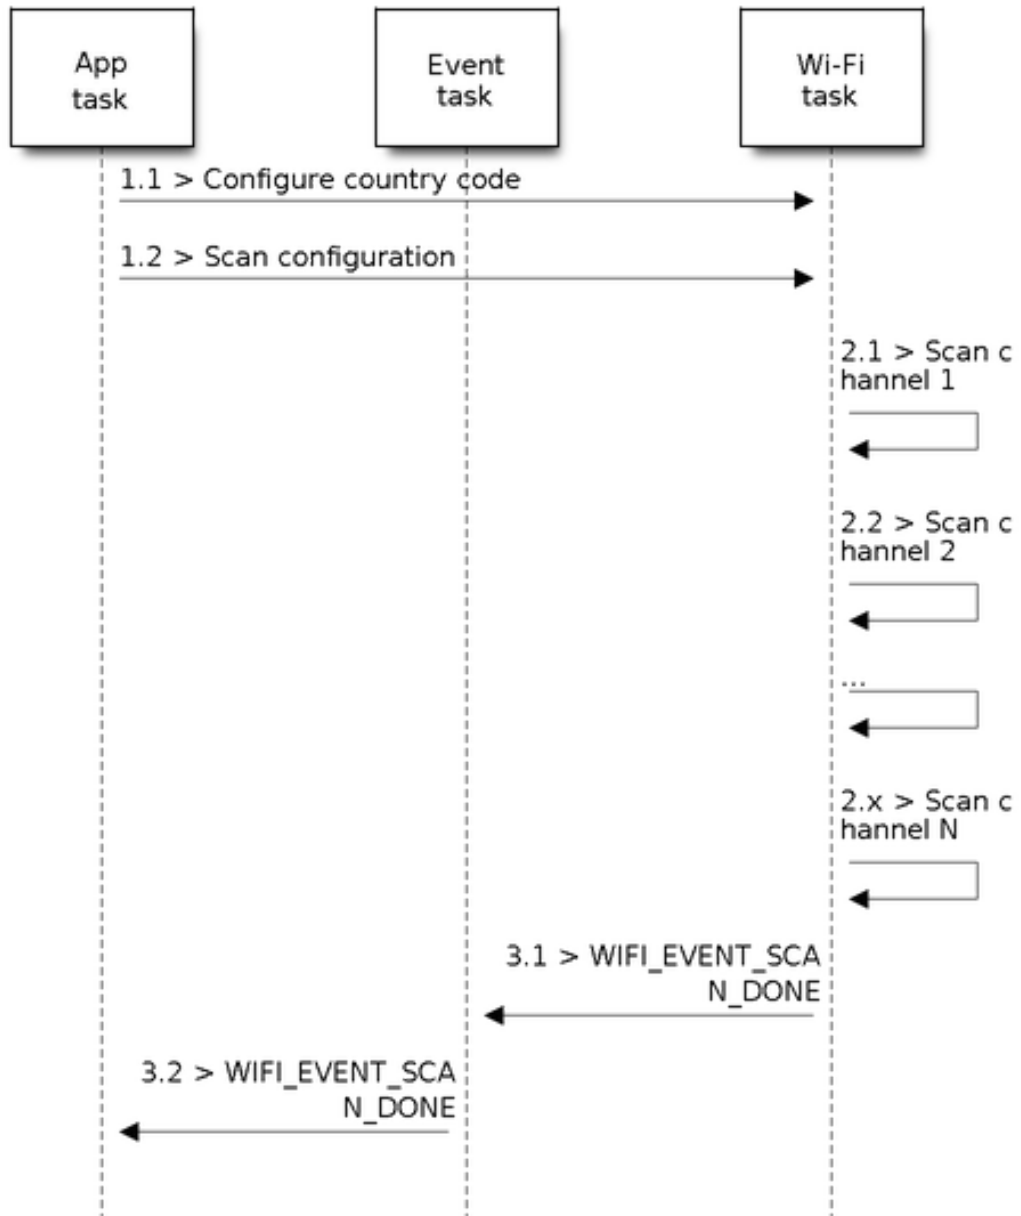 App
task
Event
task
Wi-Fi
task
1.1 > Configure country code
1.2 > Scan configuration
2.1 > Scan c
hannel 1
2.2 > Scan c
hannel 2
...
2.x > Scan c
hannel N
3.1 > WIFI_EVENT_SCA
N_DONE
3.2 > WIFI_EVENT_SCA
N_DONE